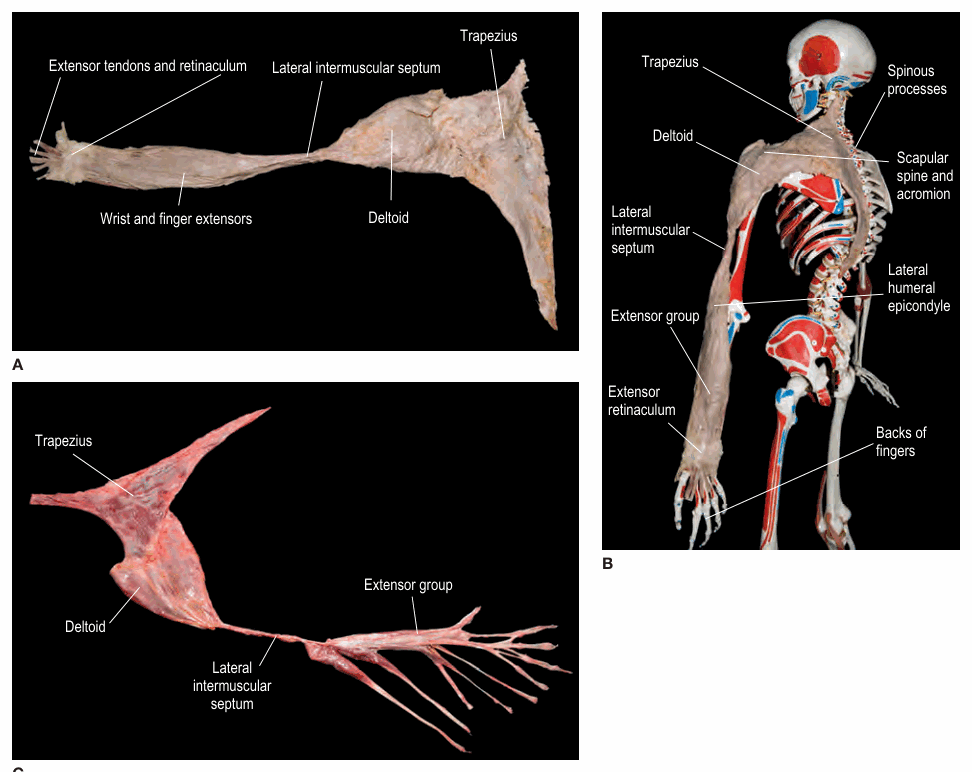 Trapezius
Extensor tendons and retinaculum
Lateral intermuscular septum
Wrist and finger extensors
Deltoid
A
Trapezius
Spinous
processes
Deltoid
Scapular
spine and
acromion
Lateral
intermuscular
septum
Lateral
humeral
epicondyle
Extensor group
Extensor
retinaculum
Backs of
fingers
B
Trapezius
Extensor group
Deltoid
Lateral
intermuscular
septum
C